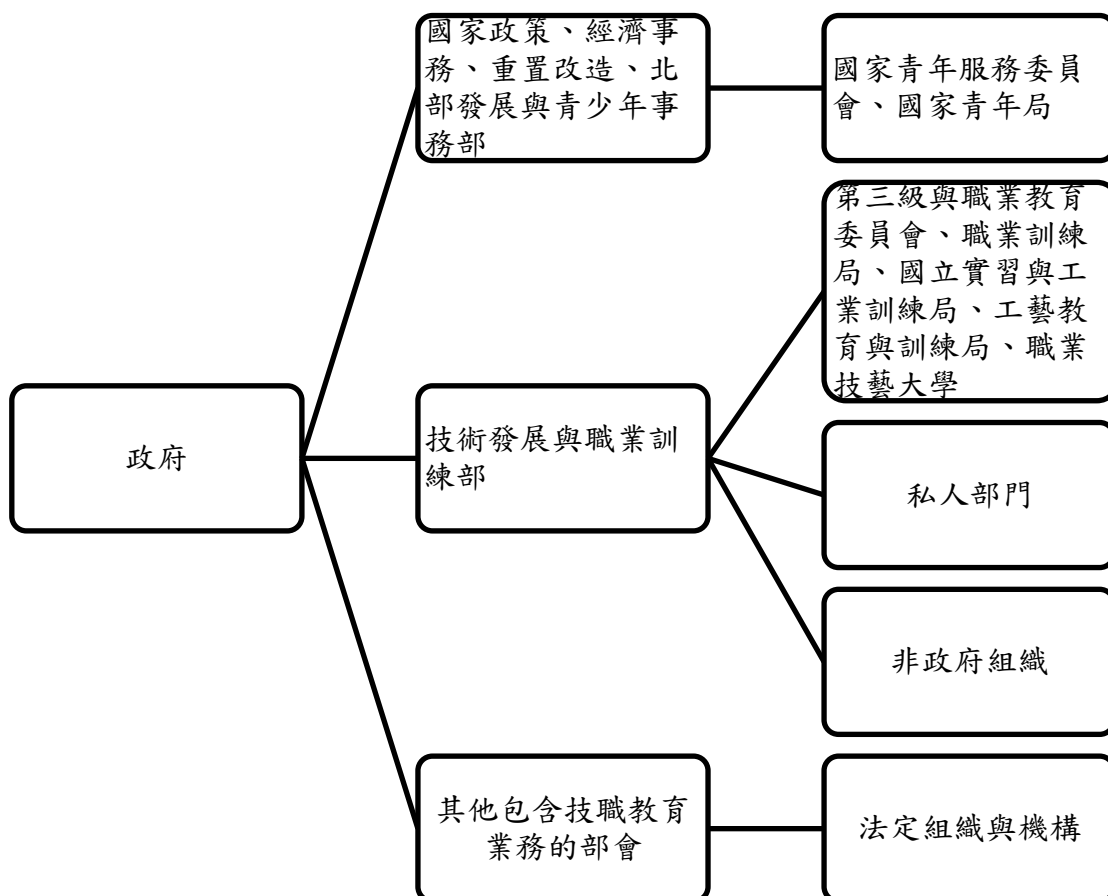 國家政策、經濟事
務、重置改造、北
部發展與青少年事
務部
國家青年服務委員
會、國家青年局
第三級與職業教育
委員會、職業訓練
局、國立實習與工
業訓練局、工藝教
育與訓練局、職業
技藝大學
政府
技術發展與職業訓
練部
私人部門
非政府組織
其他包含技職教育
業務的部會
法定組織與機構